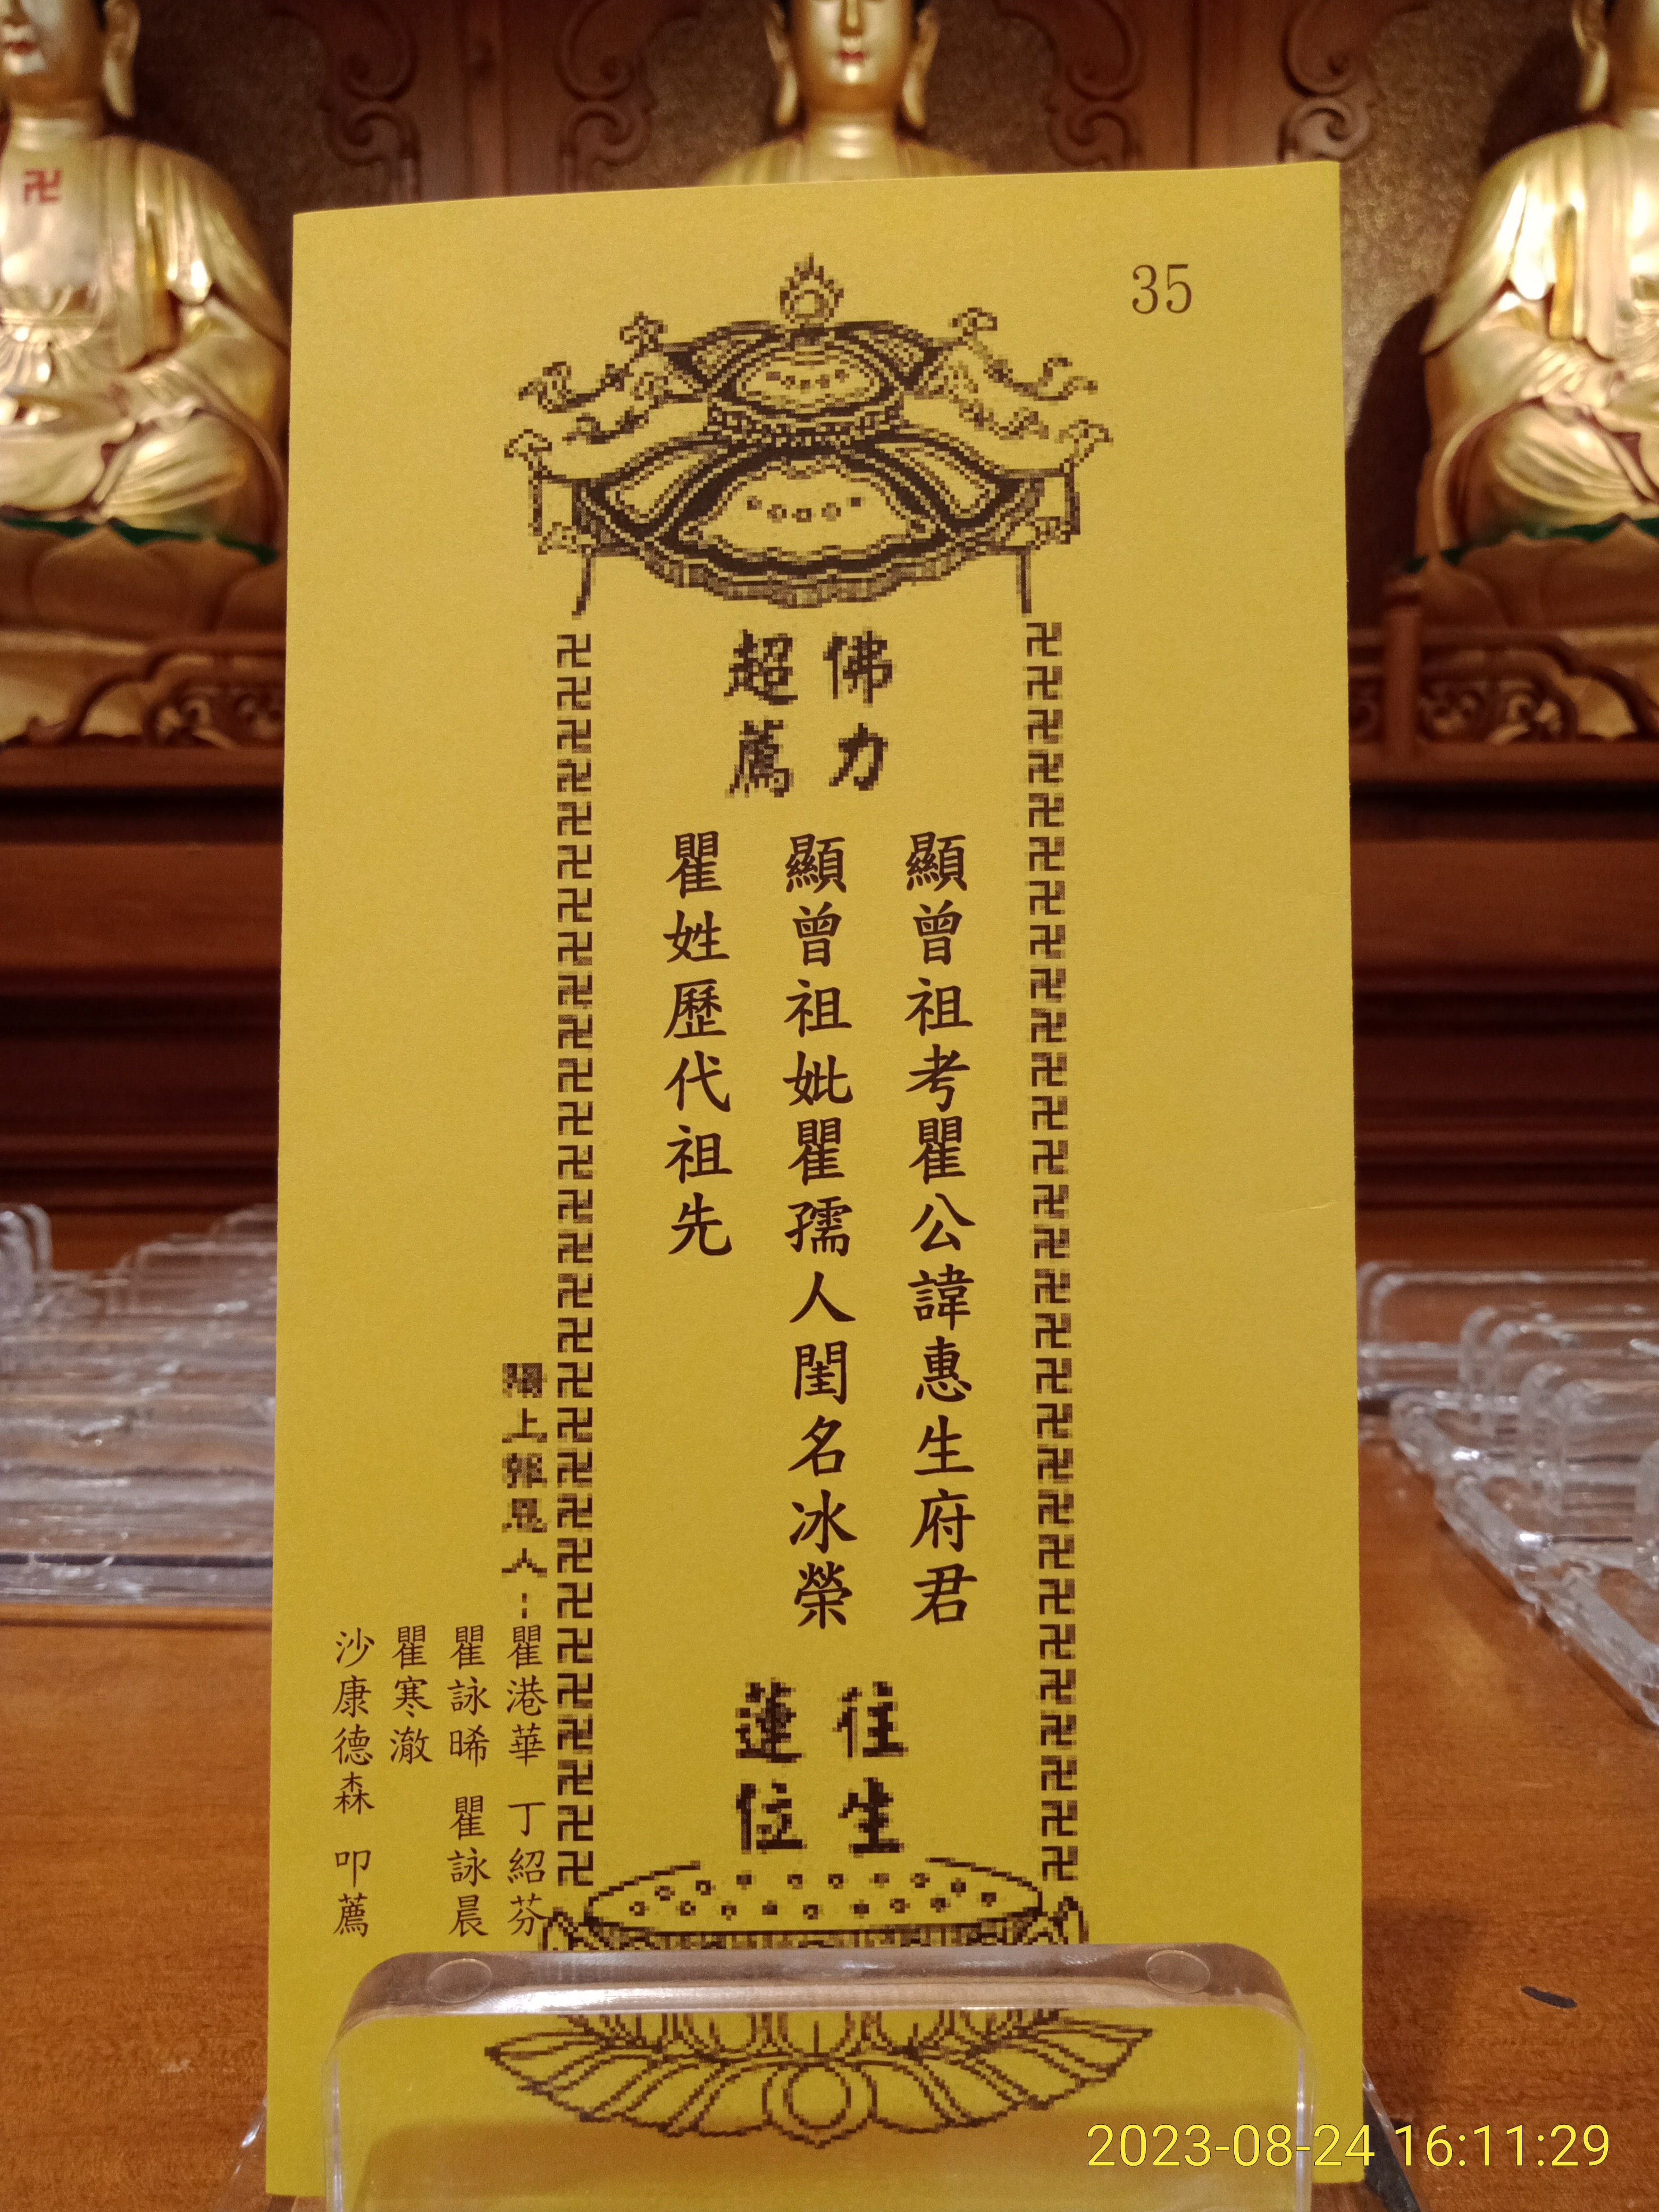 35
佛力
超薦
顯曾祖考瞿公諱惠生府君
顯曾祖妣瞿孺人閨名冰榮
瞿姓歷代祖先
往生
蓮位
陽上報恩人：瞿港華 丁紹芬
瞿詠晞 瞿詠晨
瞿寒澈
沙康德森 叩薦
2023-08-24 16:11:29